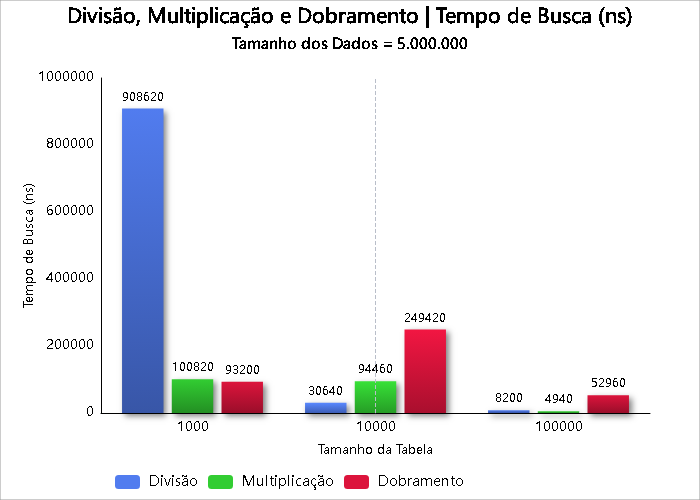 Divisão, Multiplicação e Dobramento | Tempo de Busca (ns)
Tamanho dos Dados = 5.000.000
Tempo de Busca (ns)
1000000
800000
600000
400000
200000
0
908620
100820
93200
30640
94460
249420
8200
4940
52960
1000
10000
100000
Tamanho da Tabela
Divisão
Multiplicação
Dobramento